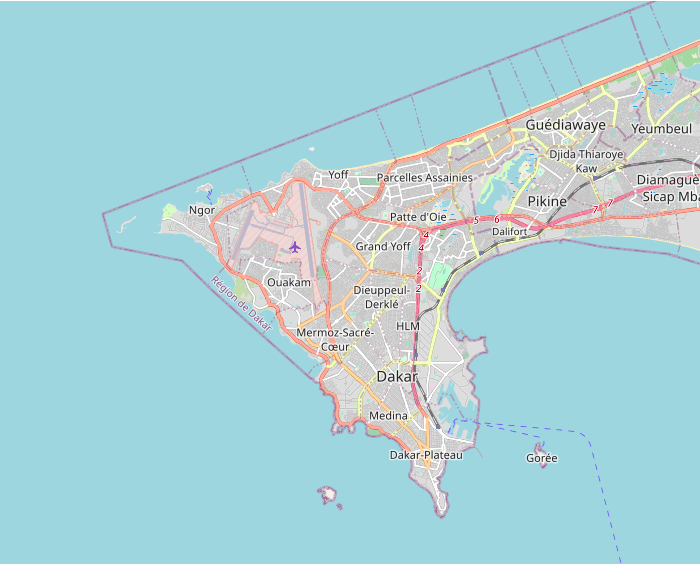 Guédiawaye
Yeumbeul
Djida Thiaroye
Kaw
Yoff
Parcelles Assainies
Diamaguè
Sicap Mba
Ngor
Pikine
7 7
Patte d'Oie
5 6
Dalifort
4
4
Grand Yoff
2
2
Ouakam
Dieuppeul-
Derklé
Région de Dakar
HLM
Mermoz-Sacré-
Cœur
Dakar
Medina
Dakar-Plateau
Gorée